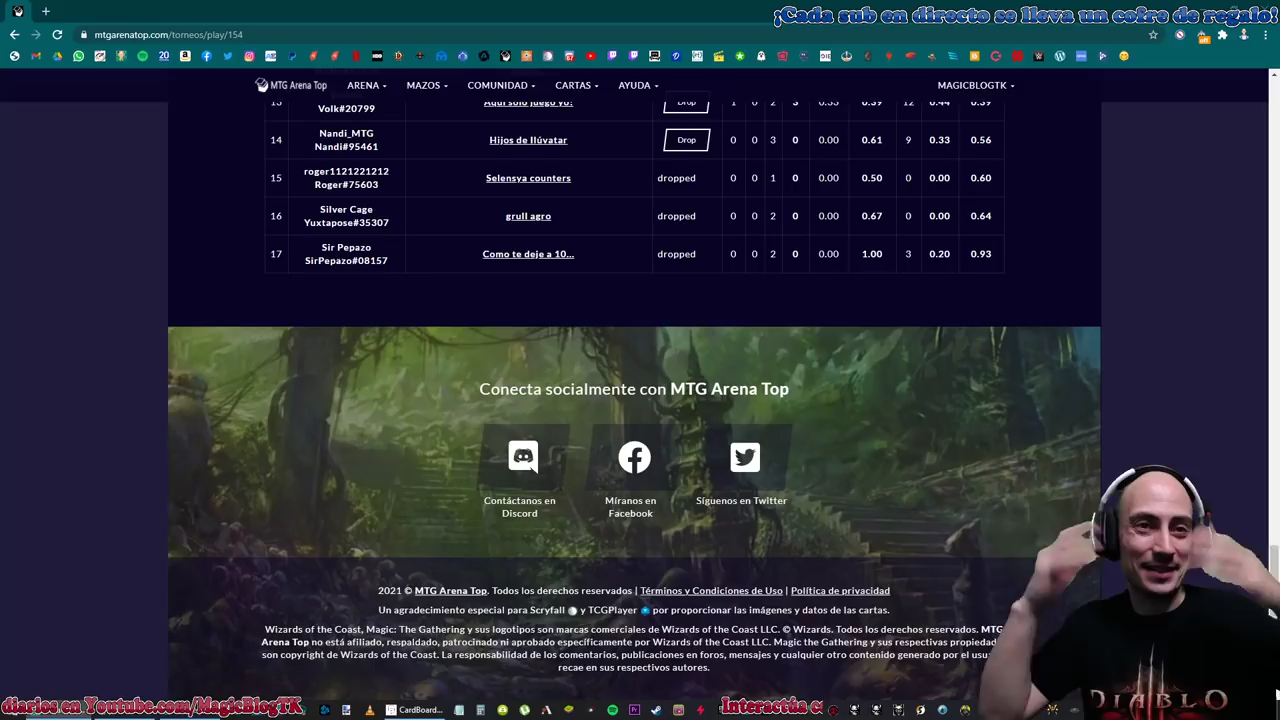 ¡Cada sub en directo se lleva un cofre de regalo!
mtgarenatop.com/torneos/play/154
MTG Arena Top ARENA MAZOS COMUNIDAD CARTAS AYUDA MAGICBLOGTK
Volk#20799
14 Nandi_MTG Nandi#95461 Hijos de Ilúvatar Drop 0 0 3 0 0.00 0.61 9 0.33 0.56
15 roger1121221212 Roger#75603 Selensya counters dropped 0 0 1 0 0.00 0.50 0 0.00 0.60
16 Silver Cage Yuxtapose#35307 grull agro dropped 0 0 2 0 0.00 0.67 0 0.00 0.64
17 Sir Pepazo SirPepazo#08157 Como te deje a 10... dropped 0 0 2 0 0.00 1.00 3 0.20 0.93
Conecta socialmente con MTG Arena Top
Contáctanos en Discord
Míranos en Facebook
Síguenos en Twitter
2021 © MTG Arena Top. Todos los derechos reservados | Términos y Condiciones de Uso | Política de privacidad
Un agradecimiento especial para Scryfall y TCGPlayer por proporcionar las imágenes y datos de las cartas.
Wizards of the Coast, Magic: The Gathering y sus logotipos son marcas comerciales de Wizards of the Coast LLC. © Wizards. Todos los derechos reservados. MTG
Arena Top no está afiliado, respaldado, patrocinado ni aprobado específicamente por Wizards of the Coast LLC. Magic the Gathering y sus respectivas
son copyright de Wizards of the Coast. La responsabilidad de los comentarios, publicaciones en foros, mensajes y cualquier otro contenido generado por el
recae en sus respectivos autores.
DIABLO
diarios en Youtube.com/MagicBlogTK
CardBoard...
Interactúa